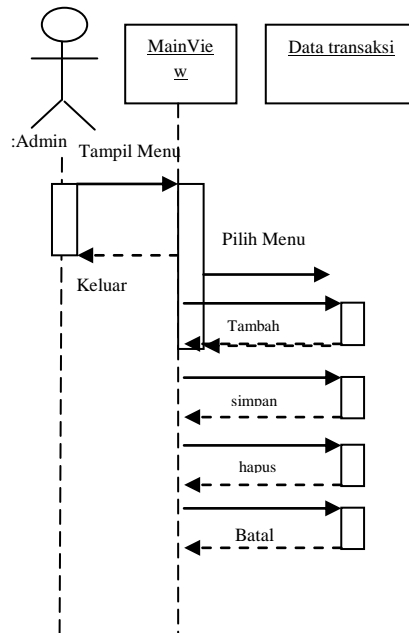 MainVie
w
Data transaksi
:Admin
Tampil Menu
Pilih Menu
Keluar
Tambah
simpan
hapus
Batal